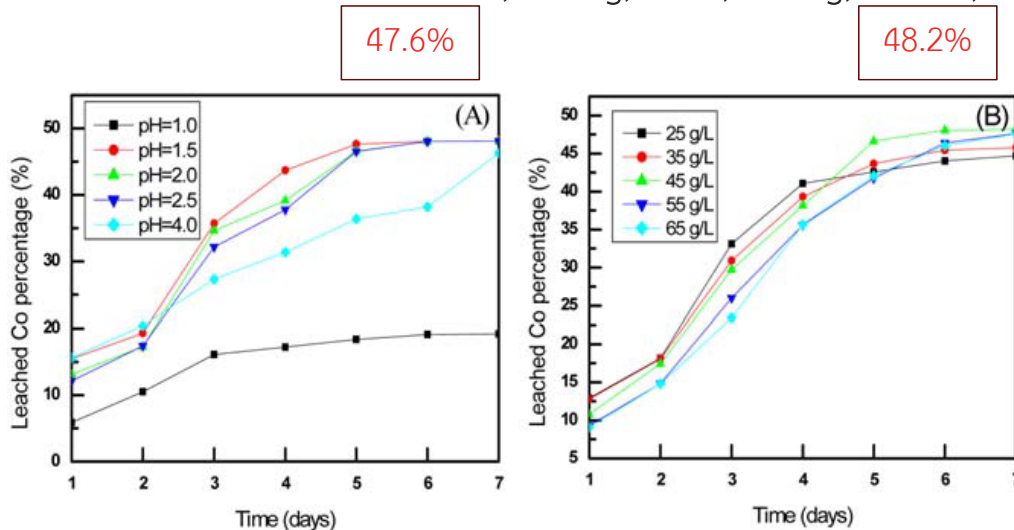 47.6%
48.2%
(A)
pH=1.0
pH=1.5
pH=2.0
pH=2.5
pH=4.0
Leached Co percentage (%)
50
40
30
20
10
0
1 2 3 4 5 6 7
Time (days)
(B)
25 g/L
35 g/L
45 g/L
55 g/L
65 g/L
Leached Co percentage (%)
50
45
40
35
30
25
20
15
10
5
1 2 3 4 5 6 7
Time (days)